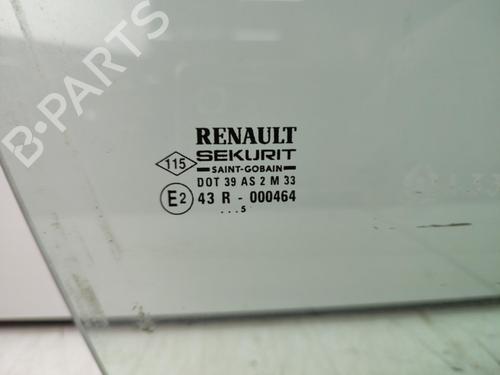 B-PARTS
RENAULT
115 SEKURIT
SAINT-GOBAIN
DOT 39 AS 2 M 33
E2 43 R - 000464
...5